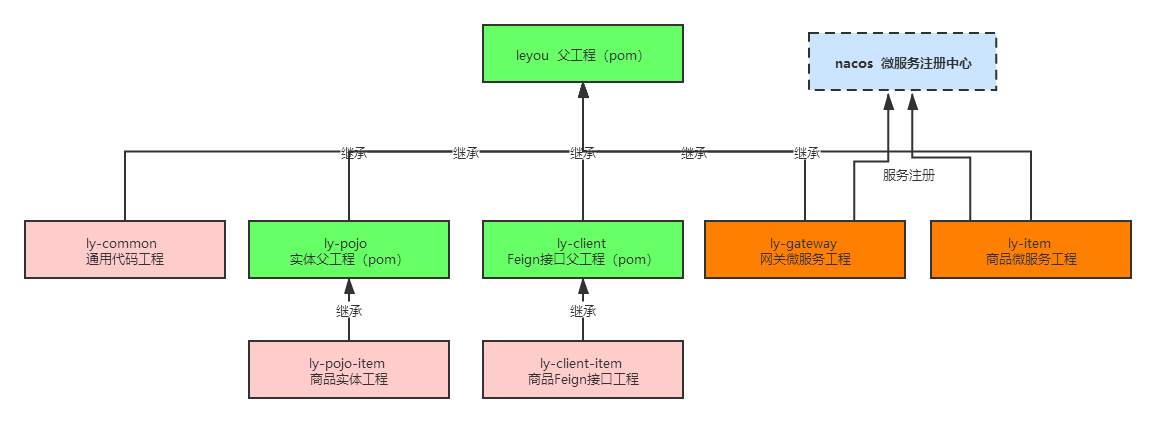 leyou 父工程（pom）
nacos 微服务注册中心
继承
继承
继承
继承
继承
服务注册
ly-common
通用代码工程
ly-pojo
实体父工程（pom）
ly-client
Feign接口父工程（pom）
ly-gateway
网关微服务工程
ly-item
商品微服务工程
继承
继承
ly-pojo-item
商品实体工程
ly-client-item
商品Feign接口工程